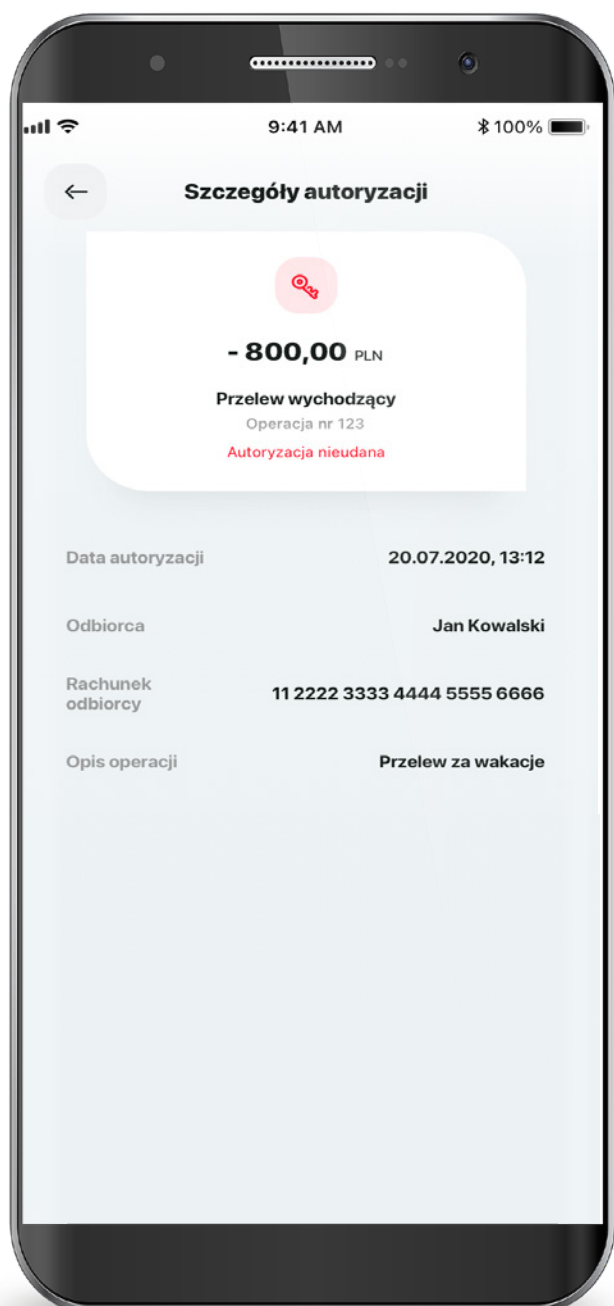 9:41 AM
100%
Szczegóły autoryzacji
- 800,00 PLN
Przelew wychodzący
Operacja nr 123
Autoryzacja nieudana
Data autoryzacji
20.07.2020, 13:12
Odbiorca
Jan Kowalski
Rachunek
odbiorcy
11 2222 3333 4444 5555 6666
Opis operacji
Przelew za wakacje